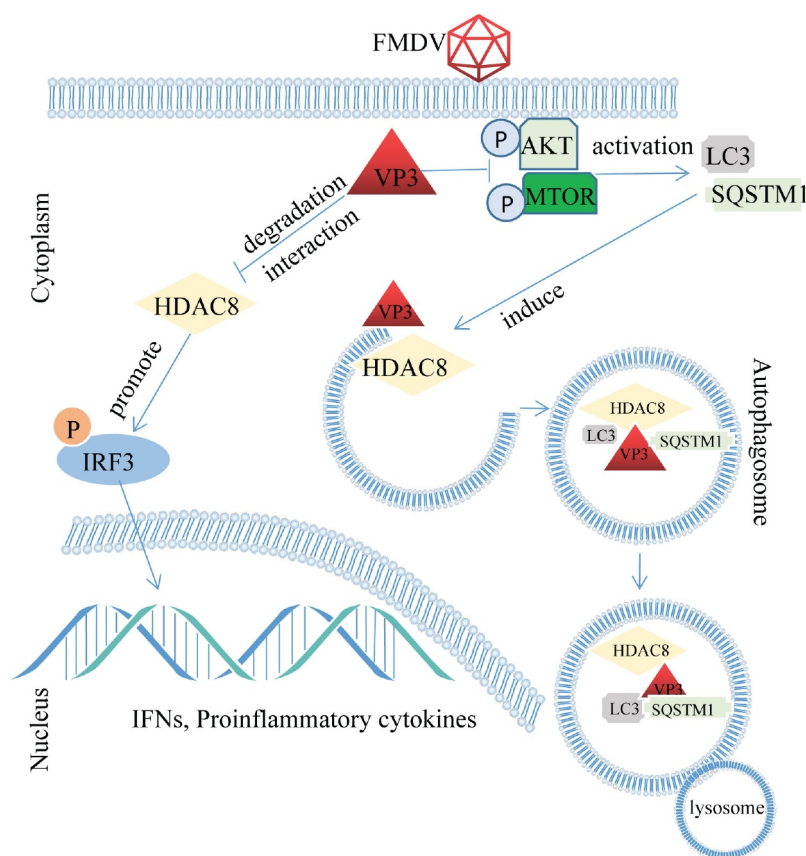 FMDV
P
AKT
activation
LC3
VP3
P
MTOR
SQSTM1
degradation
interaction
Cytoplasm
HDAC8
VP3
induce
HDAC8
promote
Autophagosome
HDAC8
LC3
VP3
SQSTM1
P
IRF3
HDAC8
VP3
LC3
SQSTM1
IFNs, Proinflammatory cytokines
Nucleus
lysosome